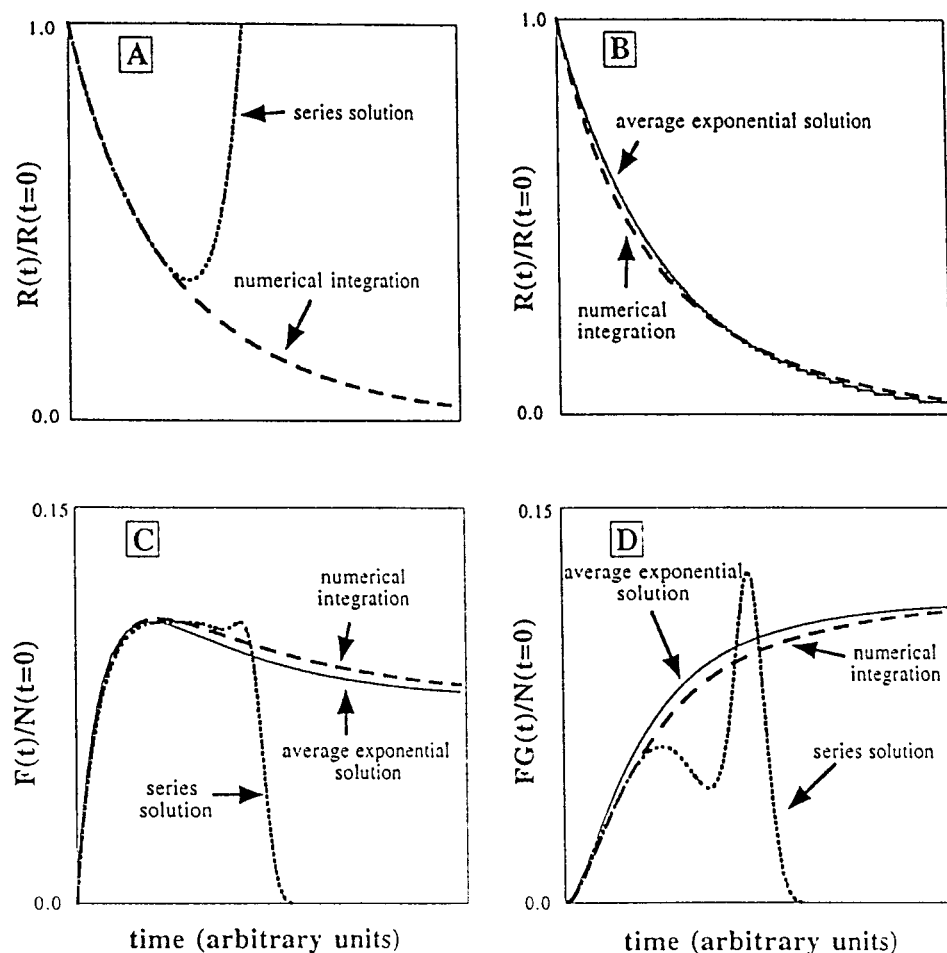 1.0
A
series solution
numerical integration
R(t)/R(t=0)
0.0
1.0
B
average exponential solution
numerical
integration
R(t)/R(t=0)
0.0
0.15
C
numerical
integration
average exponential
solution
series
solution
F(t)/N(t=0)
0.0
time (arbitrary units)
0.15
D
average exponential
solution
numerical
integration
series solution
FG(t)/N(t=0)
0.0
time (arbitrary units)